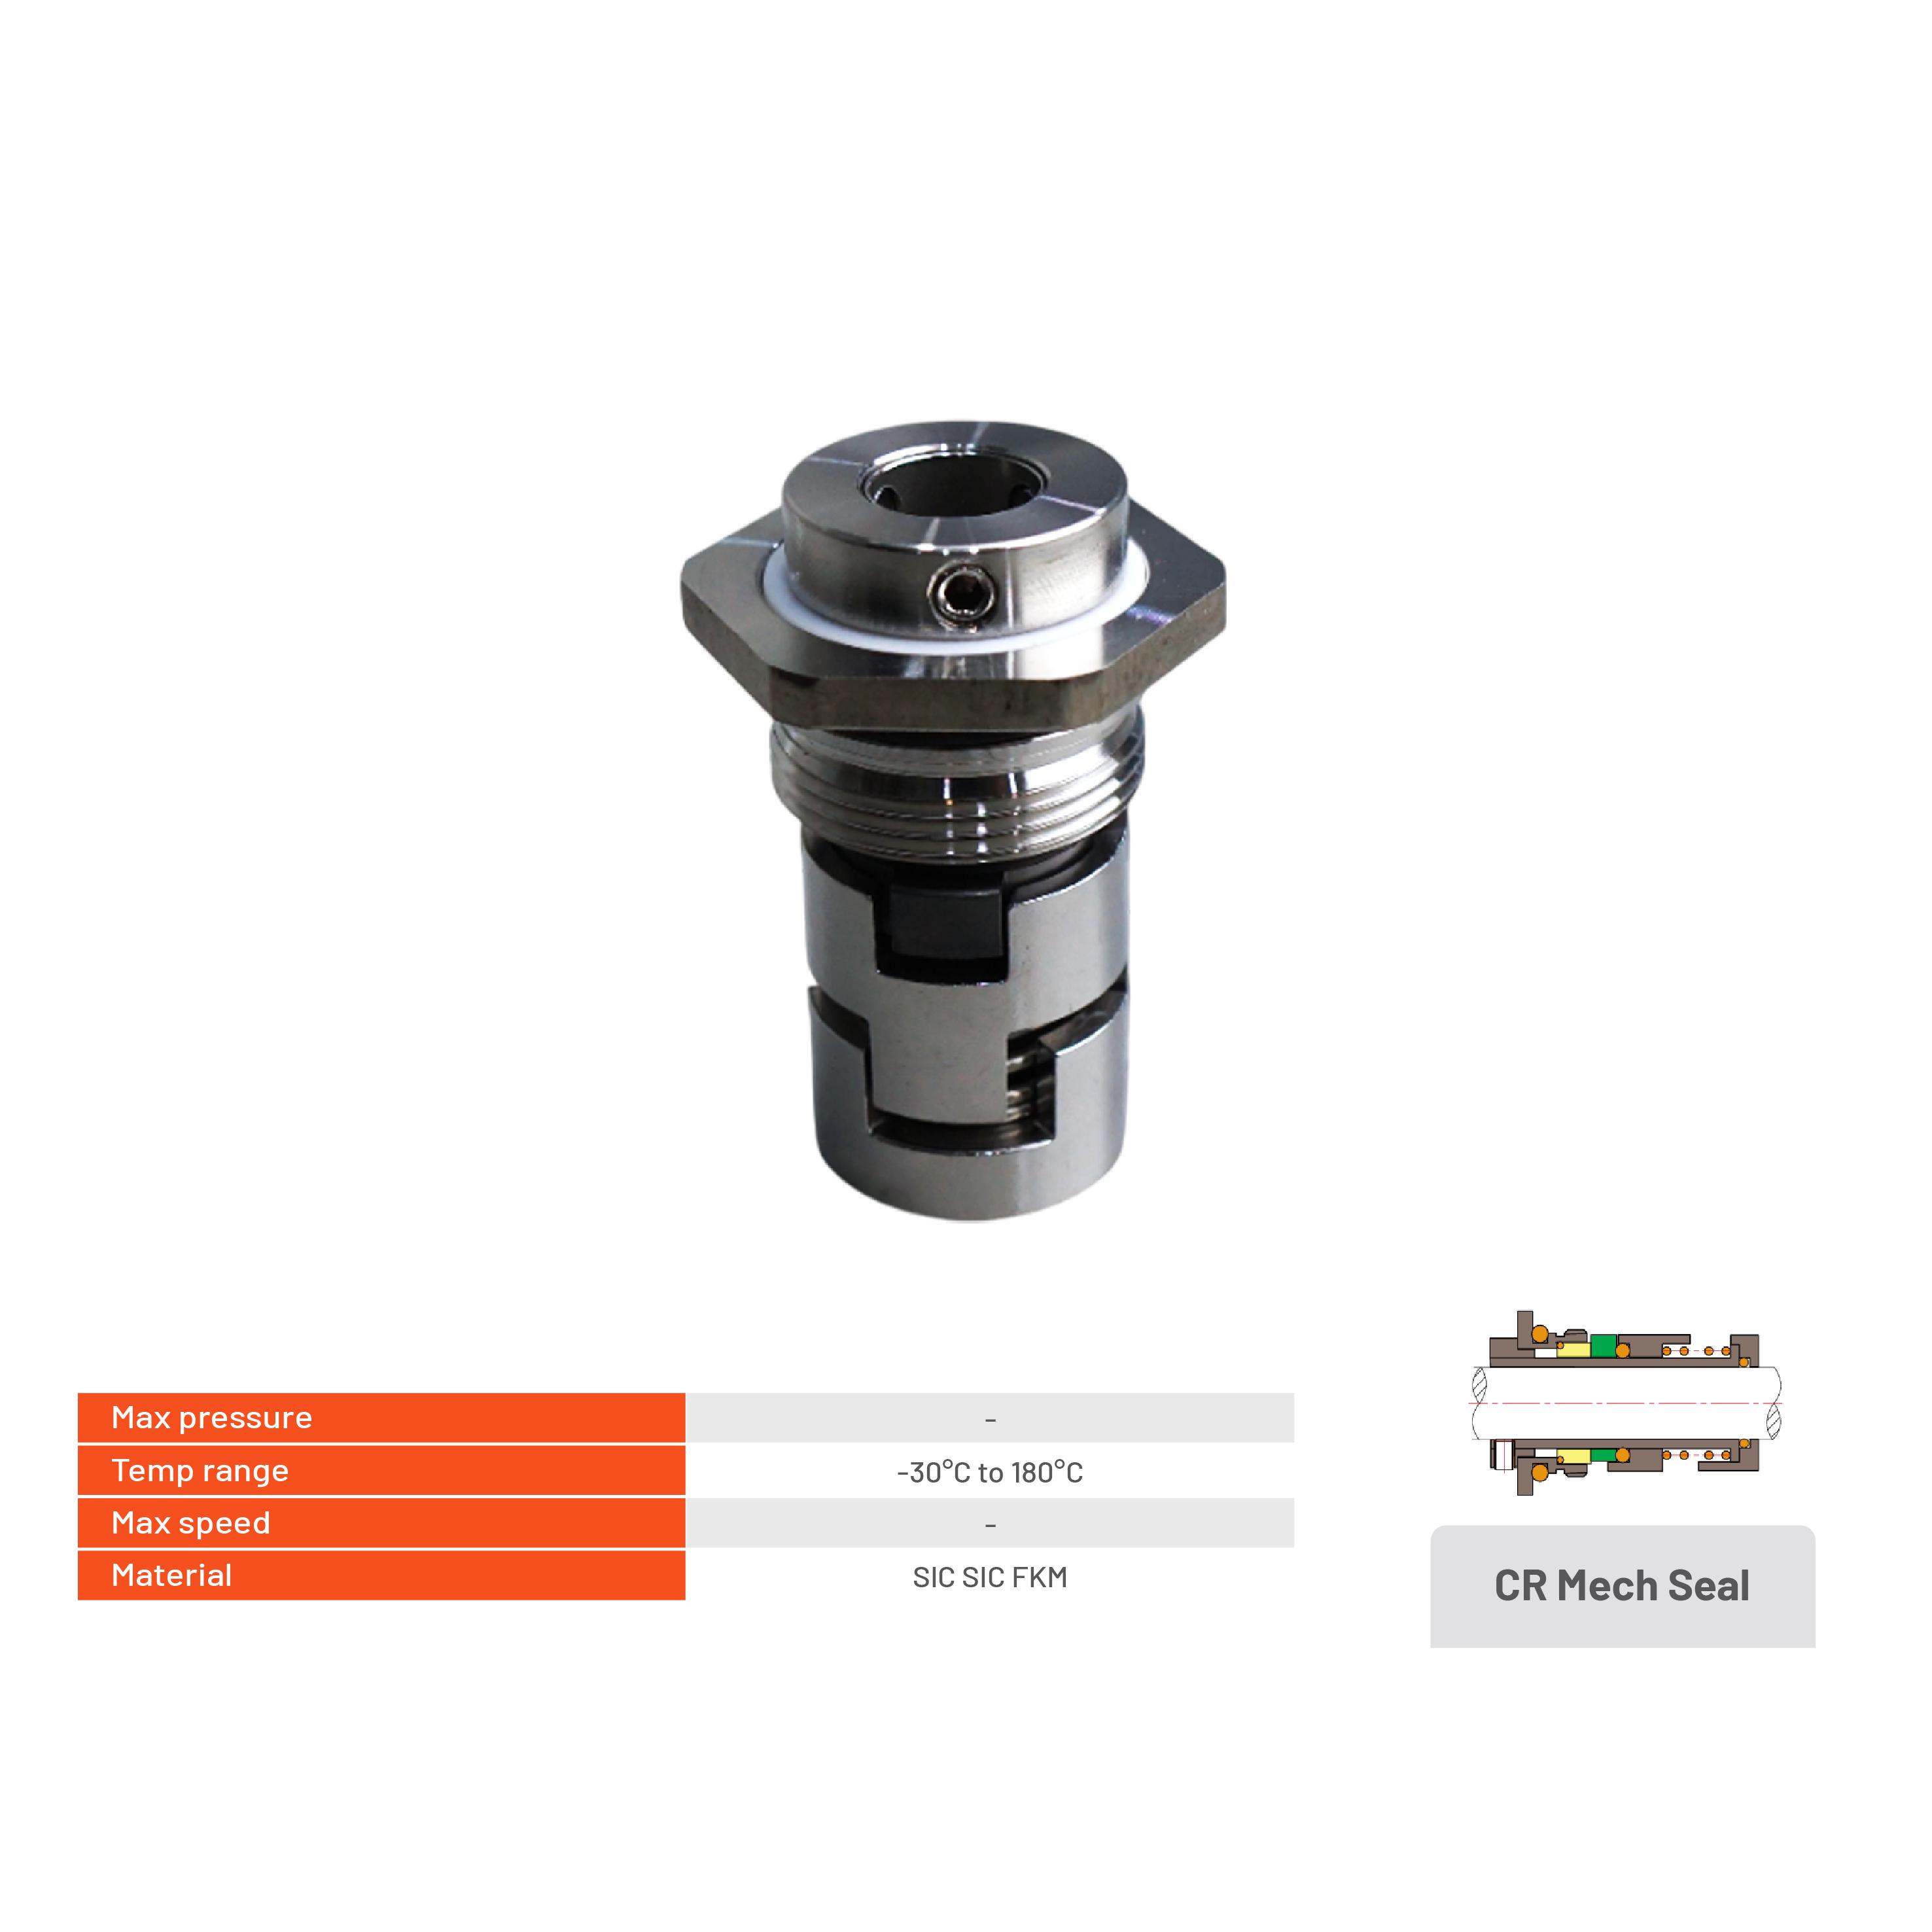 Max pressure -
Temp range -30°C to 180°C
Max speed -
Material SIC SIC FKM
CR Mech Seal